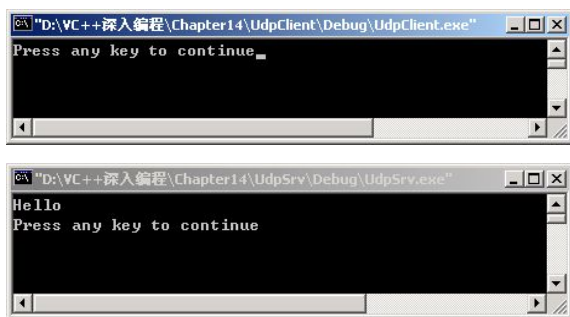 "D:\VC++深入编程\Chapter14\UdpClient\Debug\UdpClient.exe"
Press any key to continue_
"D:\VC++深入编程\Chapter14\UdpSrv\Debug\UdpSrv.exe"
Hello
Press any key to continue